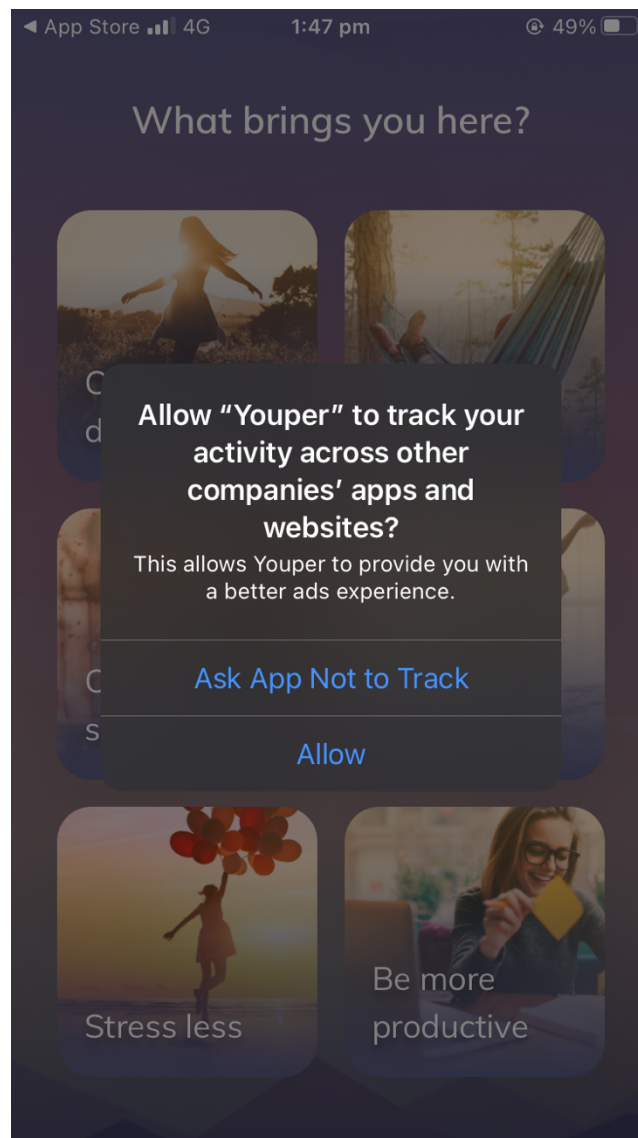 ◀ App Store 4G 1:47 pm 49%
What brings you here?
Allow “Youper” to track your
activity across other
companies’ apps and
websites?
This allows Youper to provide you with
a better ads experience.
Ask App Not to Track
Allow
Stress less
Be more
productive